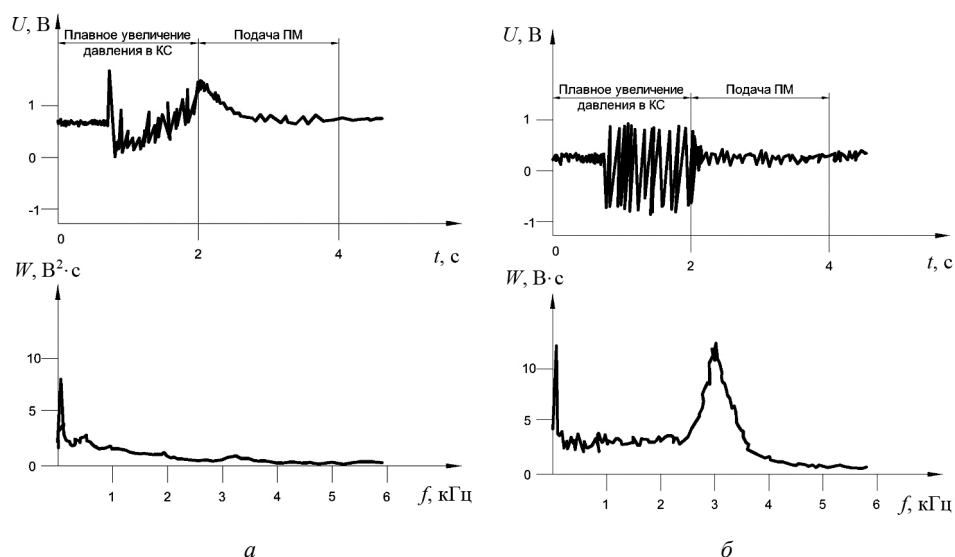 U, В
Плавное увеличение
давления в КС
Подача ПМ
1
0
-1
0
2
4
t, с
W, В²·с
10
5
0
1
2
3
4
5
6
f, кГц
а
U, В
Плавное увеличение
давления в КС
Подача ПМ
1
0
-1
0
2
4
t, с
W, В·с
10
5
0
1
2
3
4
5
6
f, кГц
б